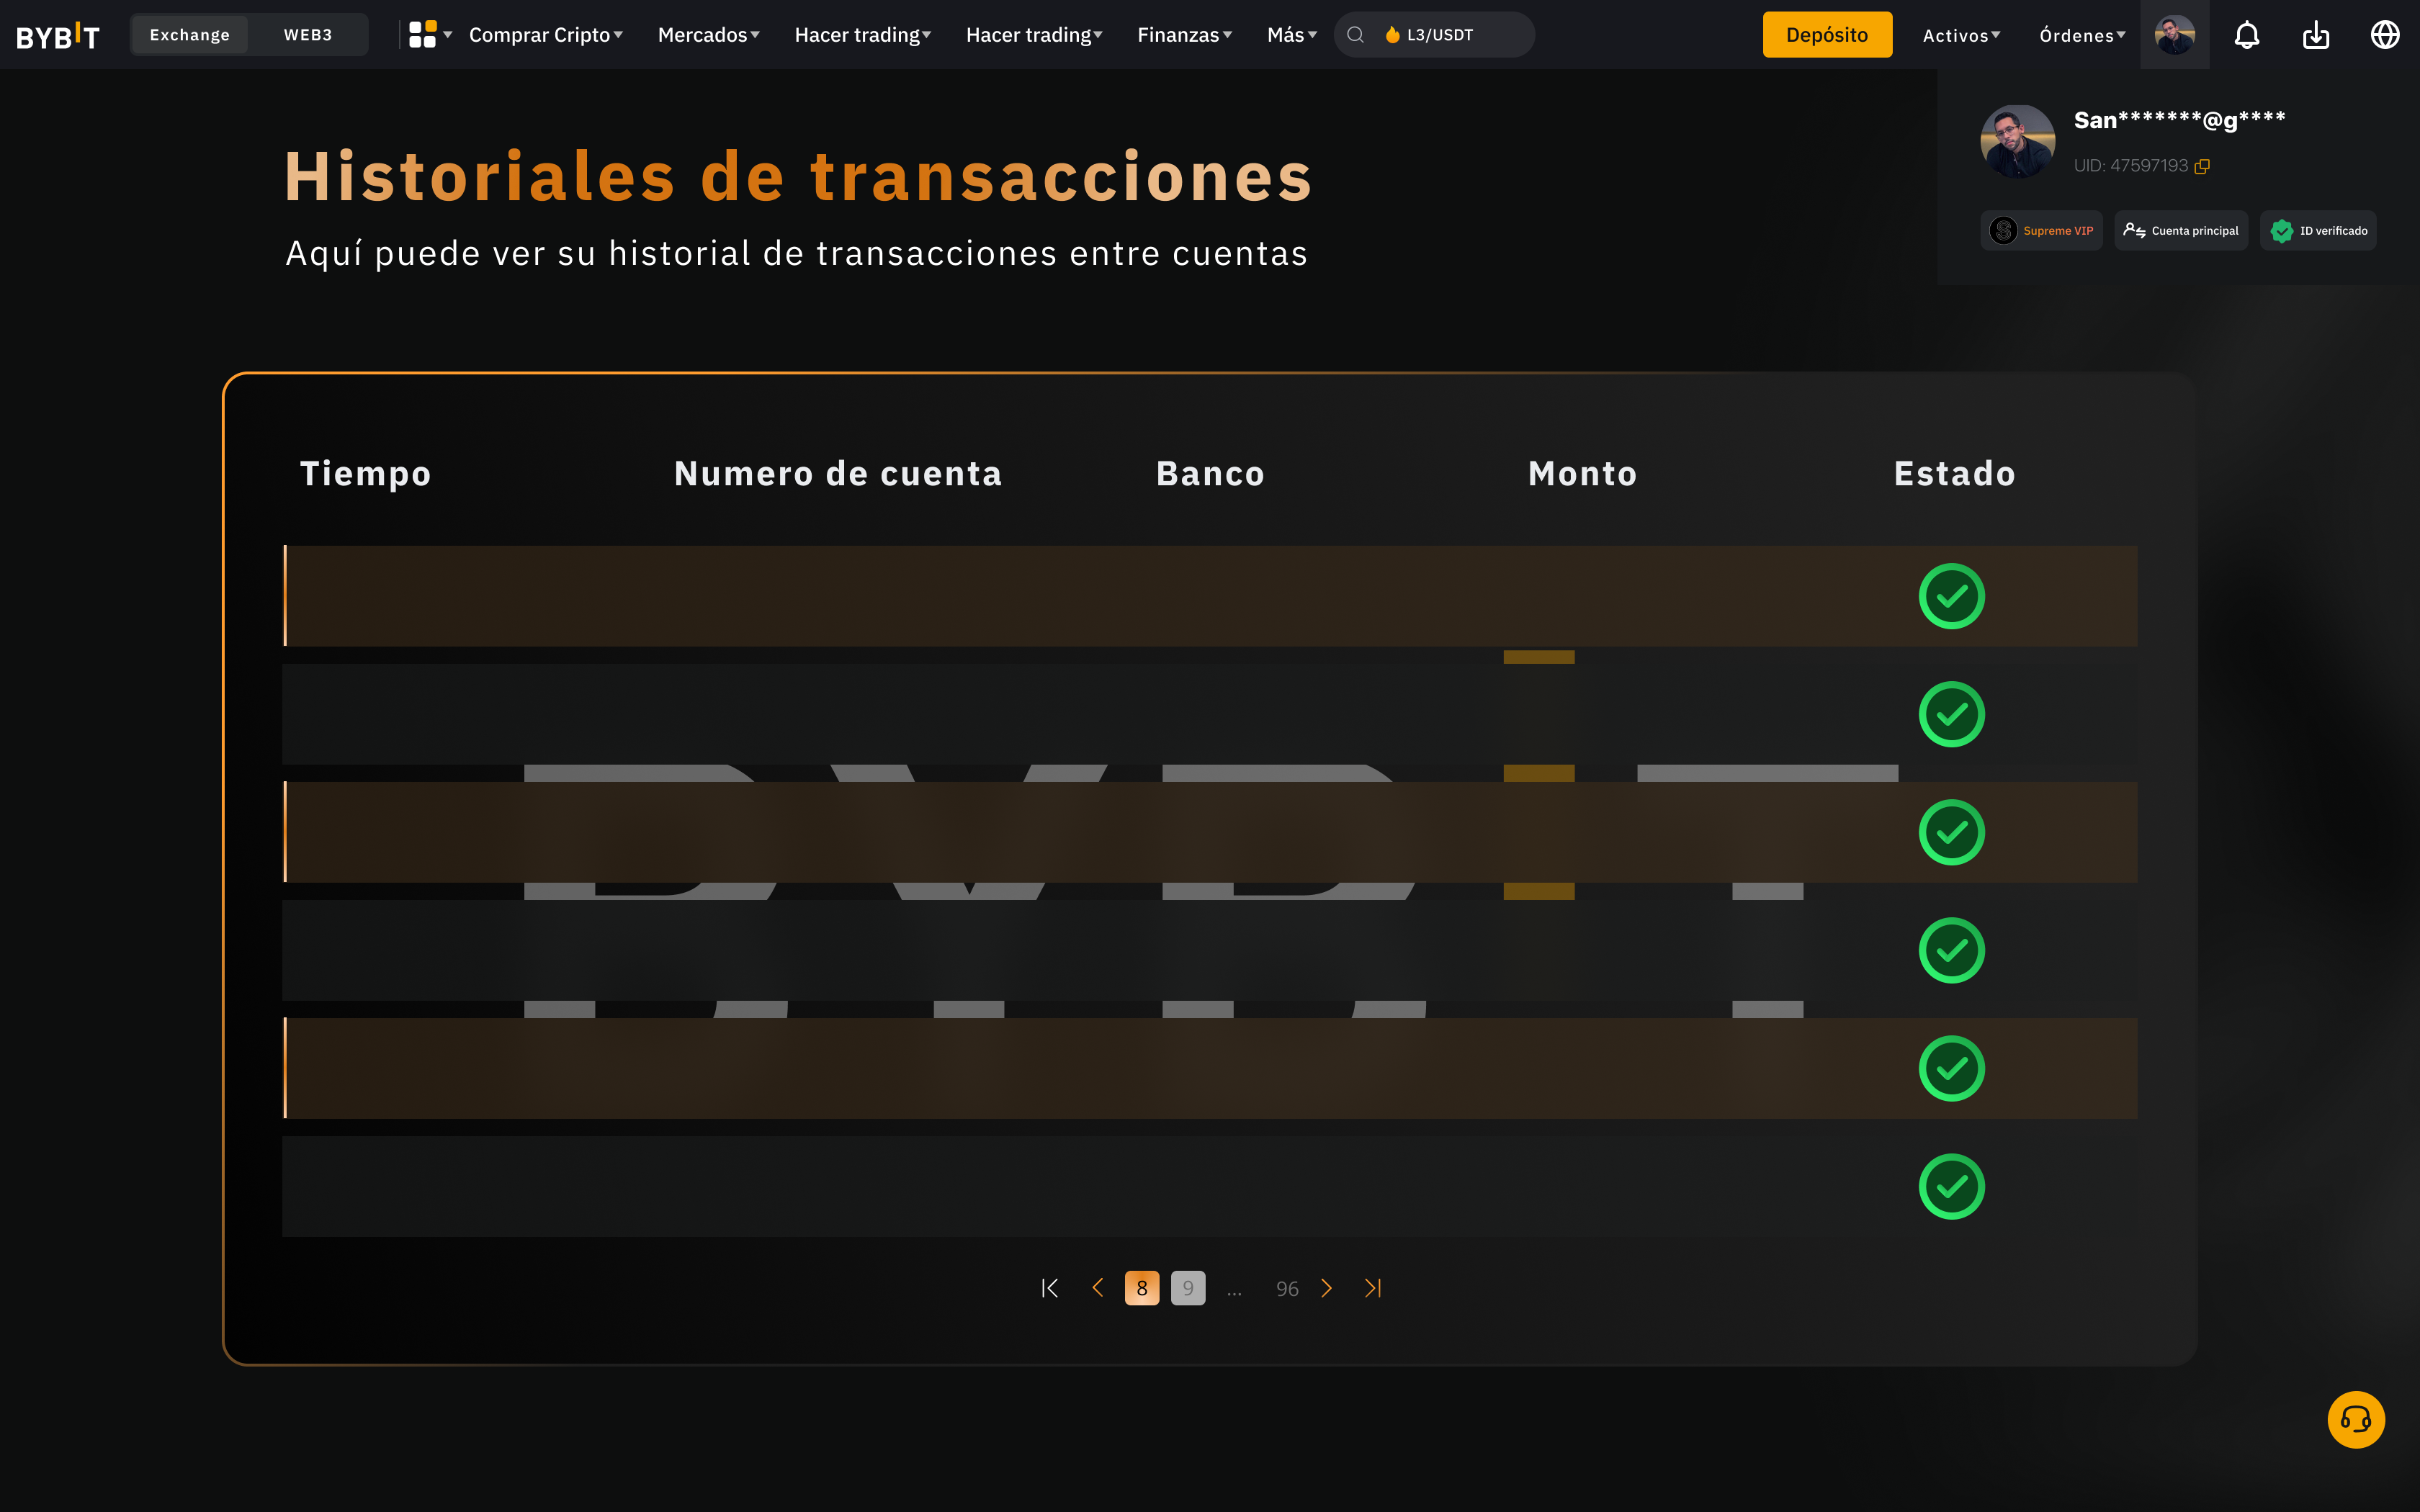 BYBIT
Exchange WEB3
Comprar Cripto Mercados Hacer trading Hacer trading Finanzas Más L3/USDT
Depósito Activos Órdenes
San*******@g****
UID: 47597193
Supreme VIP Cuenta principal ID verificado
Historiales de transacciones
Aquí puede ver su historial de transacciones entre cuentas
Tiempo Numero de cuenta Banco Monto Estado
8 9 ... 96